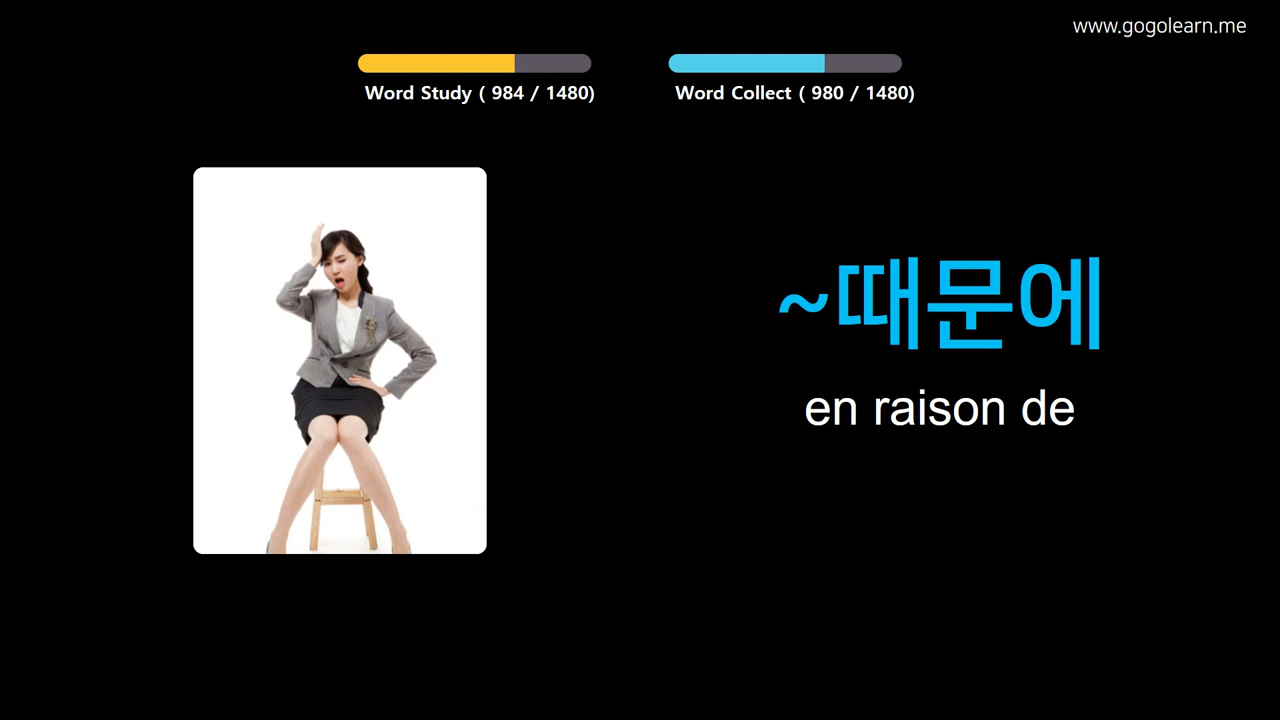 www.gogolearn.me
Word Study ( 984 / 1480)
Word Collect ( 980 / 1480)
~때문에
en raison de